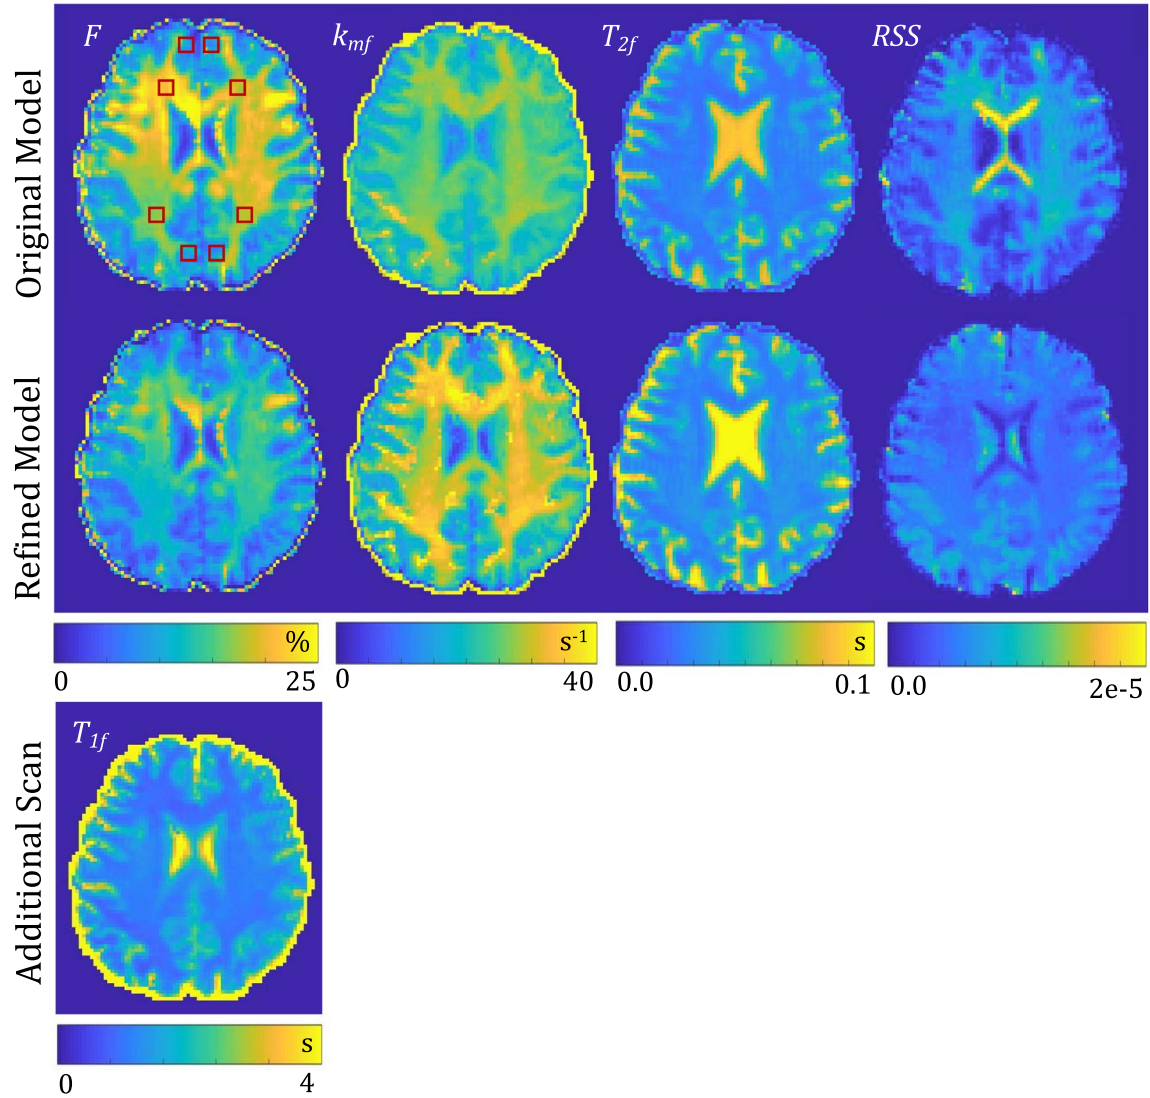 Original Model
F
k_mf
T_2f
RSS
Refined Model
%
s⁻¹
s
0
25
0
40
0.0
0.1
0.0
2e-5
Additional Scan
T_1f
s
0
4